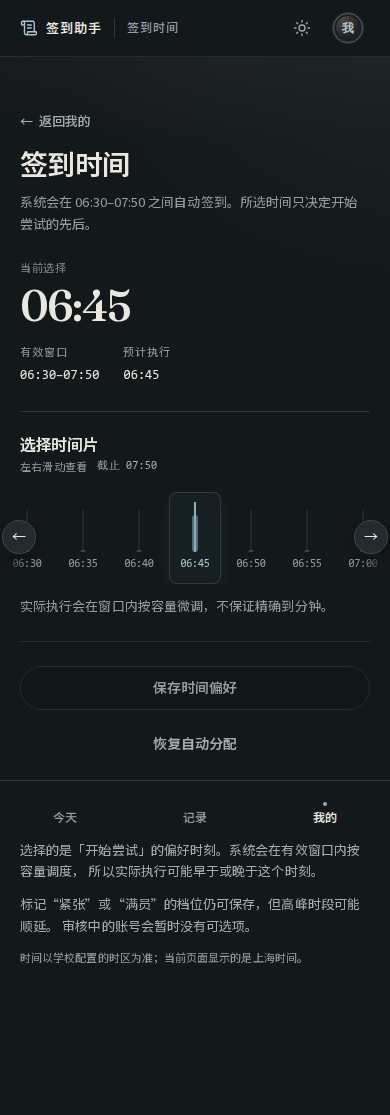 签到助手 签到时间 我
← 返回我的
签到时间
系统会在 06:30–07:50 之间自动签到。所选时间只决定开始
尝试的先后。
当前选择
06:45
有效窗口 预计执行
06:30–07:50 06:45
选择时间片
左右滑动查看 截止 07:50
← →
06:30 06:35 06:40 06:45 06:50 06:55 07:00
实际执行会在窗口内按容量微调，不保证精确到分钟。
保存时间偏好
恢复自动分配
今天 记录 我的
选择的是「开始尝试」的偏好时刻。系统会在有效窗口内按
容量调度， 所以实际执行可能早于或晚于这个时刻。
标记“紧张”或“满员”的档位仍可保存，但高峰时段可能
顺延。 审核中的账号会暂时没有可选项。
时间以学校配置的时区为准；当前页面显示的是上海时间。